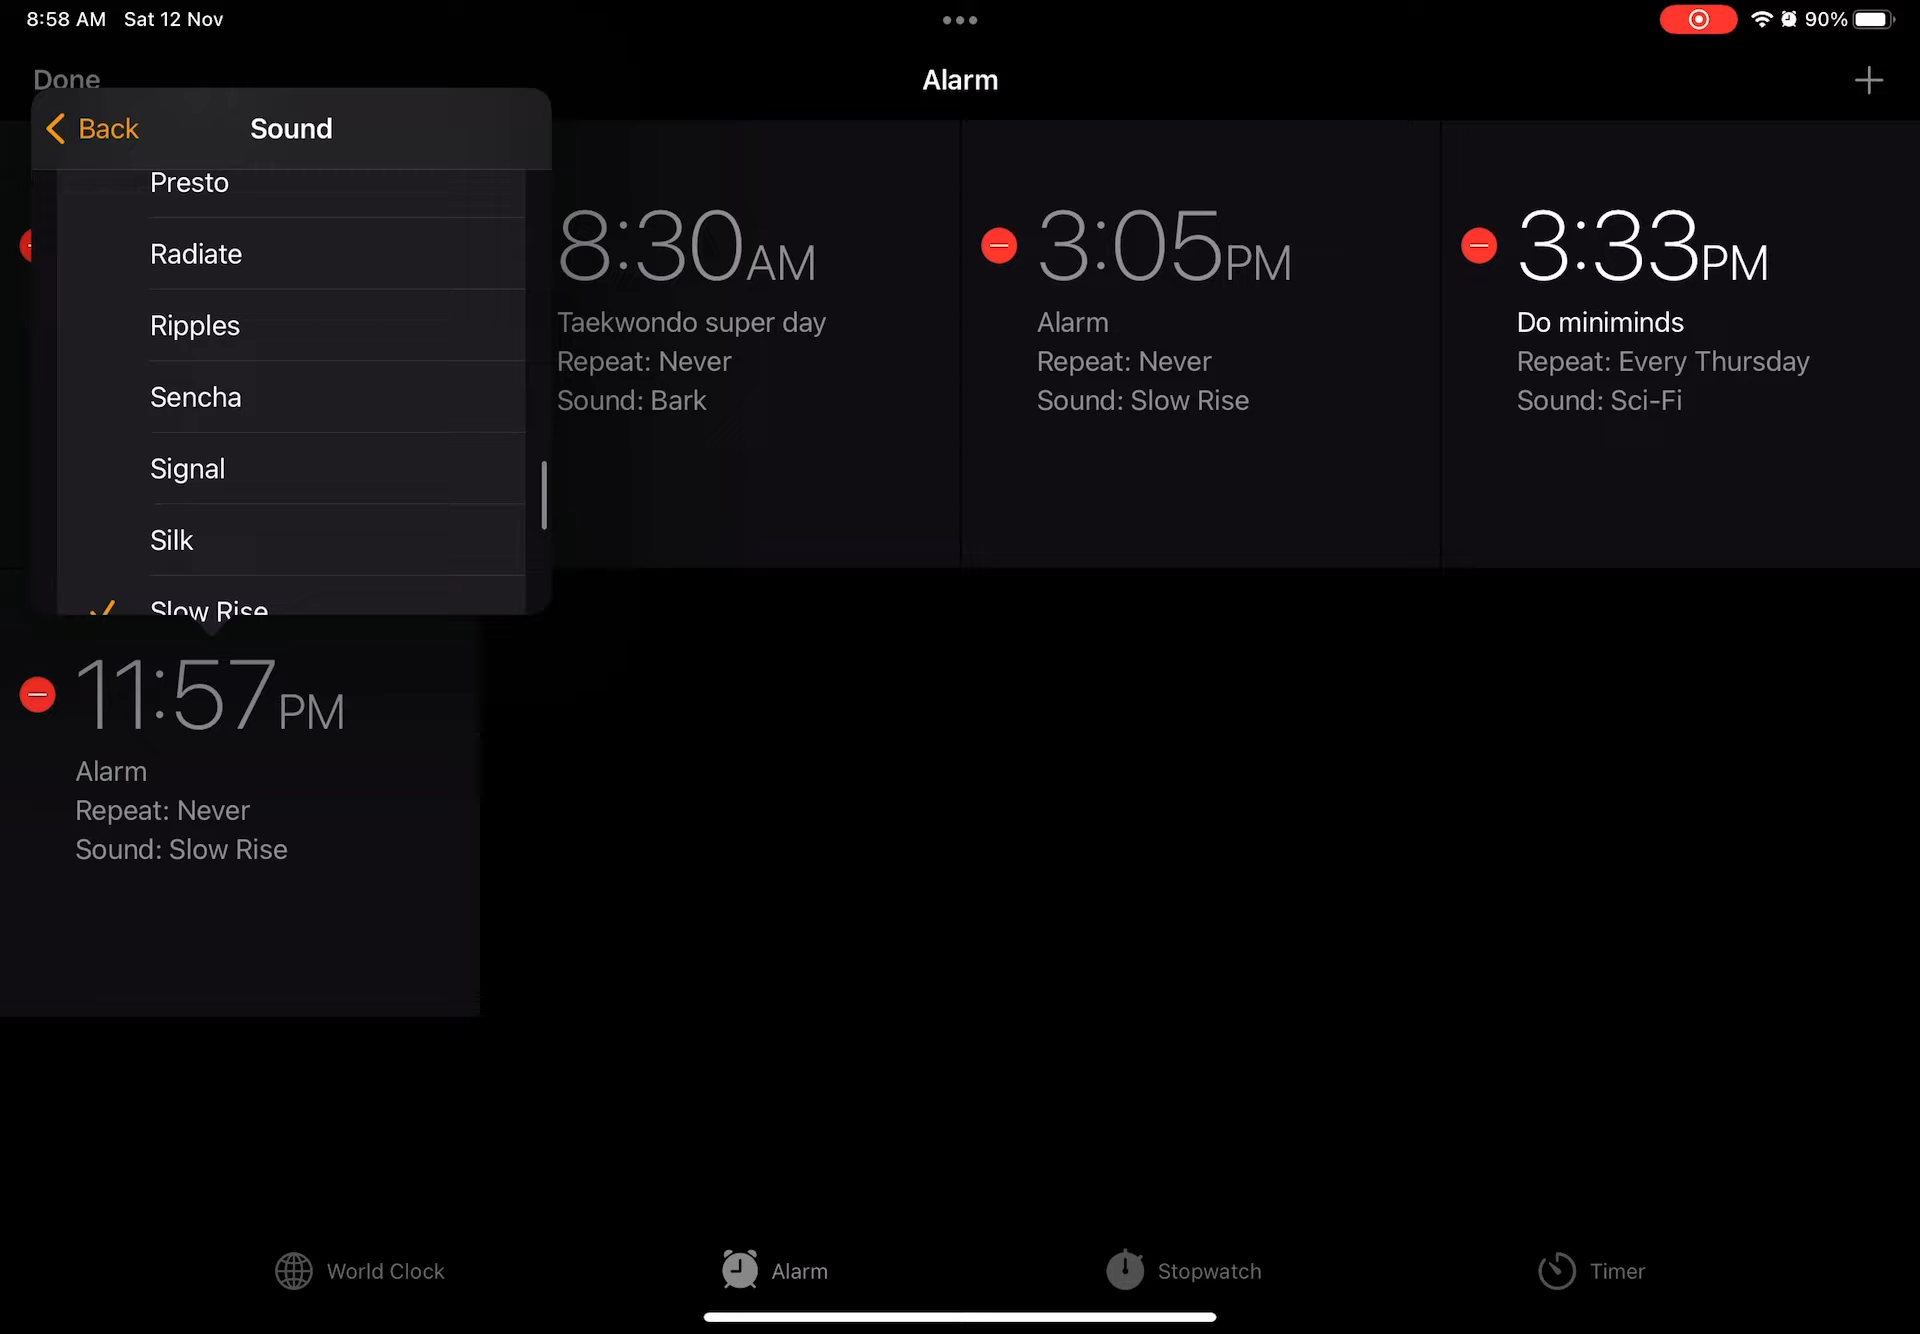 8:58 AM Sat 12 Nov
90%
Done
Alarm
Back
Sound
Presto
Radiate
Ripples
Sencha
Signal
Silk
Slow Rise
8:30AM
Taekwondo super day
Repeat: Never
Sound: Bark
3:05PM
Alarm
Repeat: Never
Sound: Slow Rise
3:33PM
Do miniminds
Repeat: Every Thursday
Sound: Sci-Fi
11:57PM
Alarm
Repeat: Never
Sound: Slow Rise
World Clock
Alarm
Stopwatch
Timer